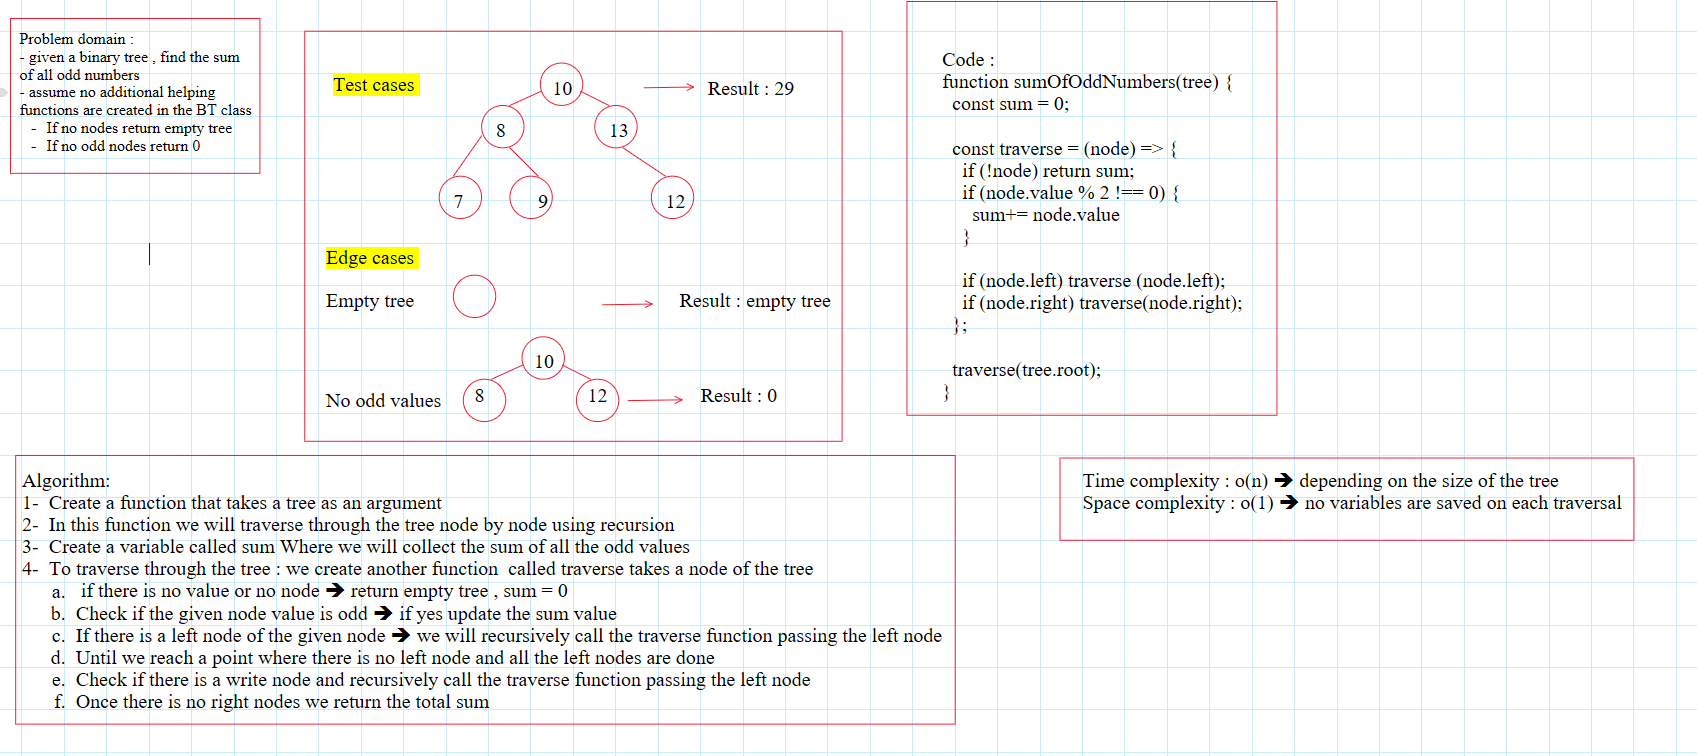 Problem domain :
- given a binary tree , find the sum
of all odd numbers
- assume no additional helping
functions are created in the BT class
- If no nodes return empty tree
- If no odd nodes return 0
Test cases
10
Result : 29
8
13
7
9
12
Edge cases
Empty tree
Result : empty tree
10
No odd values
8
12
Result : 0
Code :
function sumOfOddNumbers(tree) {
const sum = 0;
const traverse = (node) => {
if (!node) return sum;
if (node.value % 2 !== 0) {
sum+= node.value
}
if (node.left) traverse (node.left);
if (node.right) traverse(node.right);
};
traverse(tree.root);
}
Algorithm:
1- Create a function that takes a tree as an argument
2- In this function we will traverse through the tree node by node using recursion
3- Create a variable called sum Where we will collect the sum of all the odd values
4- To traverse through the tree : we create another function called traverse takes a node of the tree
a. if there is no value or no node 🡪 return empty tree , sum = 0
b. Check if the given node value is odd 🡪 if yes update the sum value
c. If there is a left node of the given node 🡪 we will recursively call the traverse function passing the left node
d. Until we reach a point where there is no left node and all the left nodes are done
e. Check if there is a write node and recursively call the traverse function passing the left node
f. Once there is no right nodes we return the total sum
Time complexity : o(n) 🡪 depending on the size of the tree
Space complexity : o(1) 🡪 no variables are saved on each traversal